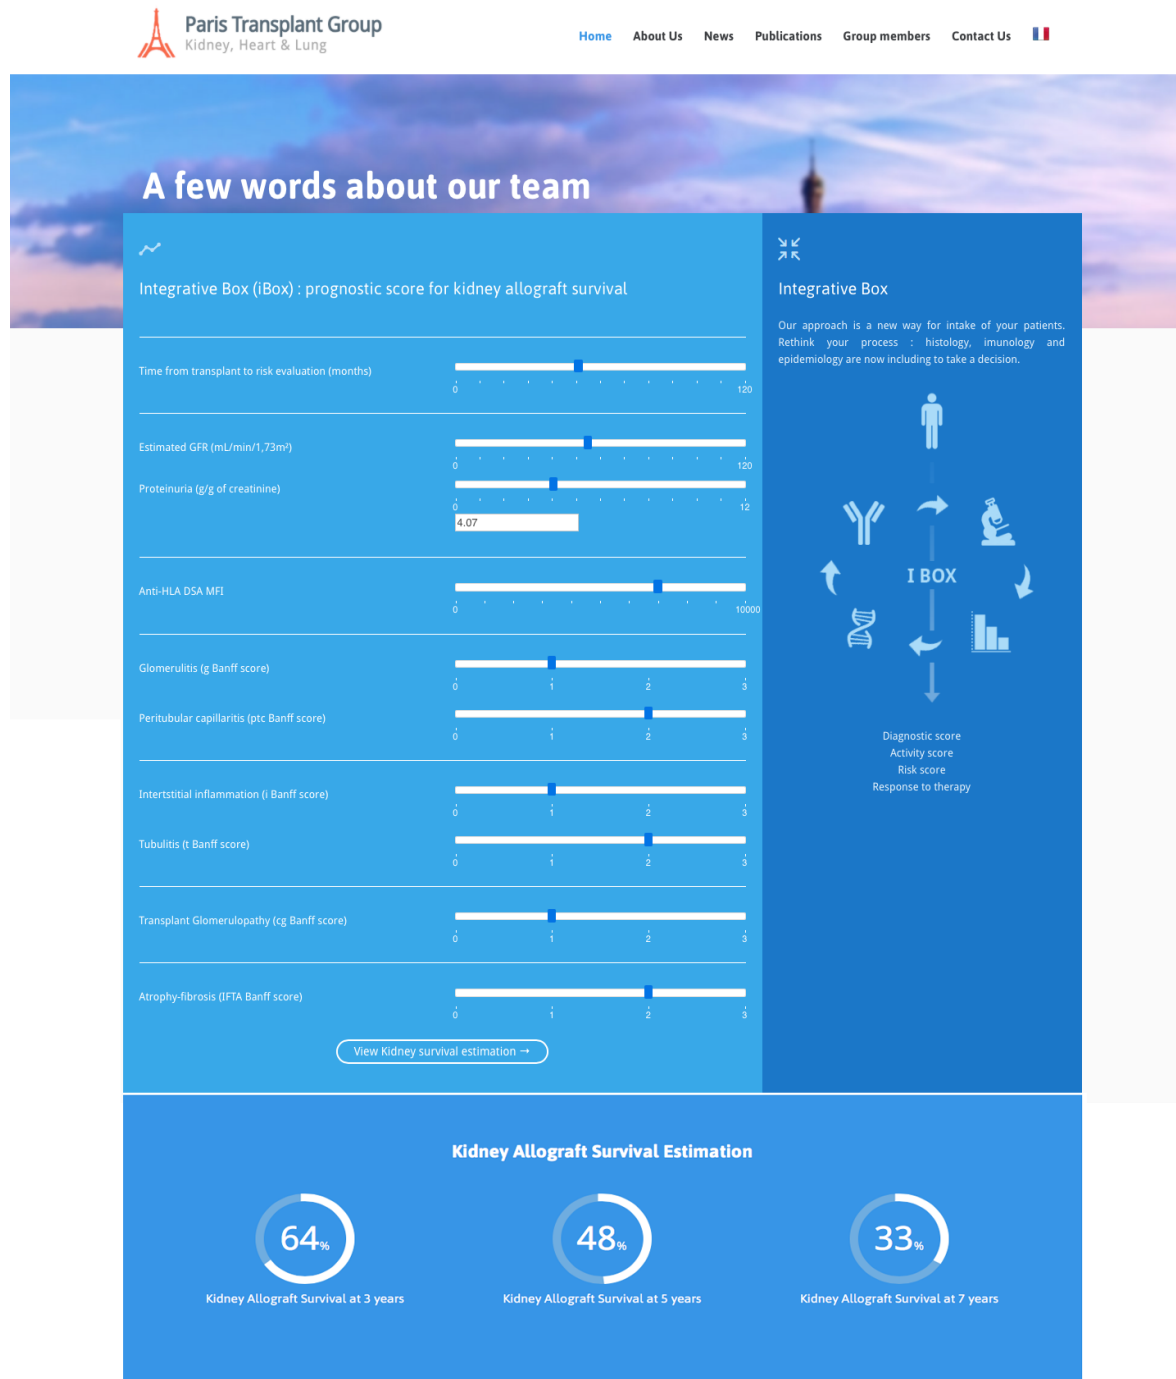 Paris Transplant Group
Kidney, Heart & Lung
Home About Us News Publications Group members Contact Us
A few words about our team
Integrative Box (iBox) : prognostic score for kidney allograft survival
Time from transplant to risk evaluation (months)
0 120
Estimated GFR (mL/min/1,73m²)
0 120
Proteinuria (g/g of creatinine)
0 12
4.07
Anti-HLA DSA MFI
0 10000
Glomerulitis (g Banff score)
0 1 2 3
Peritubular capillaritis (ptc Banff score)
0 1 2 3
Intertstitial inflammation (i Banff score)
0 1 2 3
Tubulitis (t Banff score)
0 1 2 3
Transplant Glomerulopathy (cg Banff score)
0 1 2 3
Atrophy-fibrosis (IFTA Banff score)
0 1 2 3
View Kidney survival estimation →
Integrative Box
Our approach is a new way for intake of your patients.
Rethink your process : histology, imunology and
epidemiology are now including to take a decision.
I BOX
Diagnostic score
Activity score
Risk score
Response to therapy
Kidney Allograft Survival Estimation
64%
Kidney Allograft Survival at 3 years
48%
Kidney Allograft Survival at 5 years
33%
Kidney Allograft Survival at 7 years